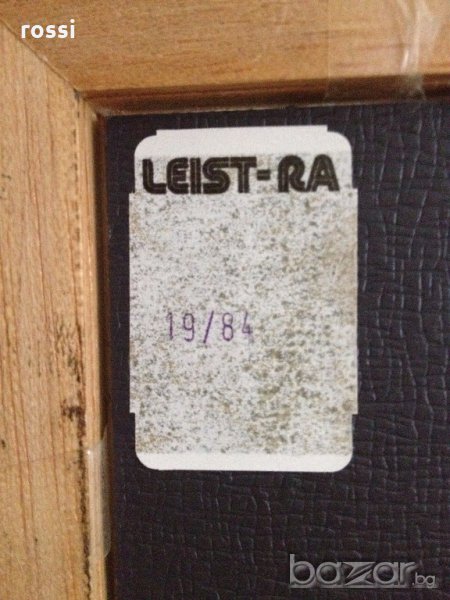 rossi
LEIST-RA
19/84
bazar.bg